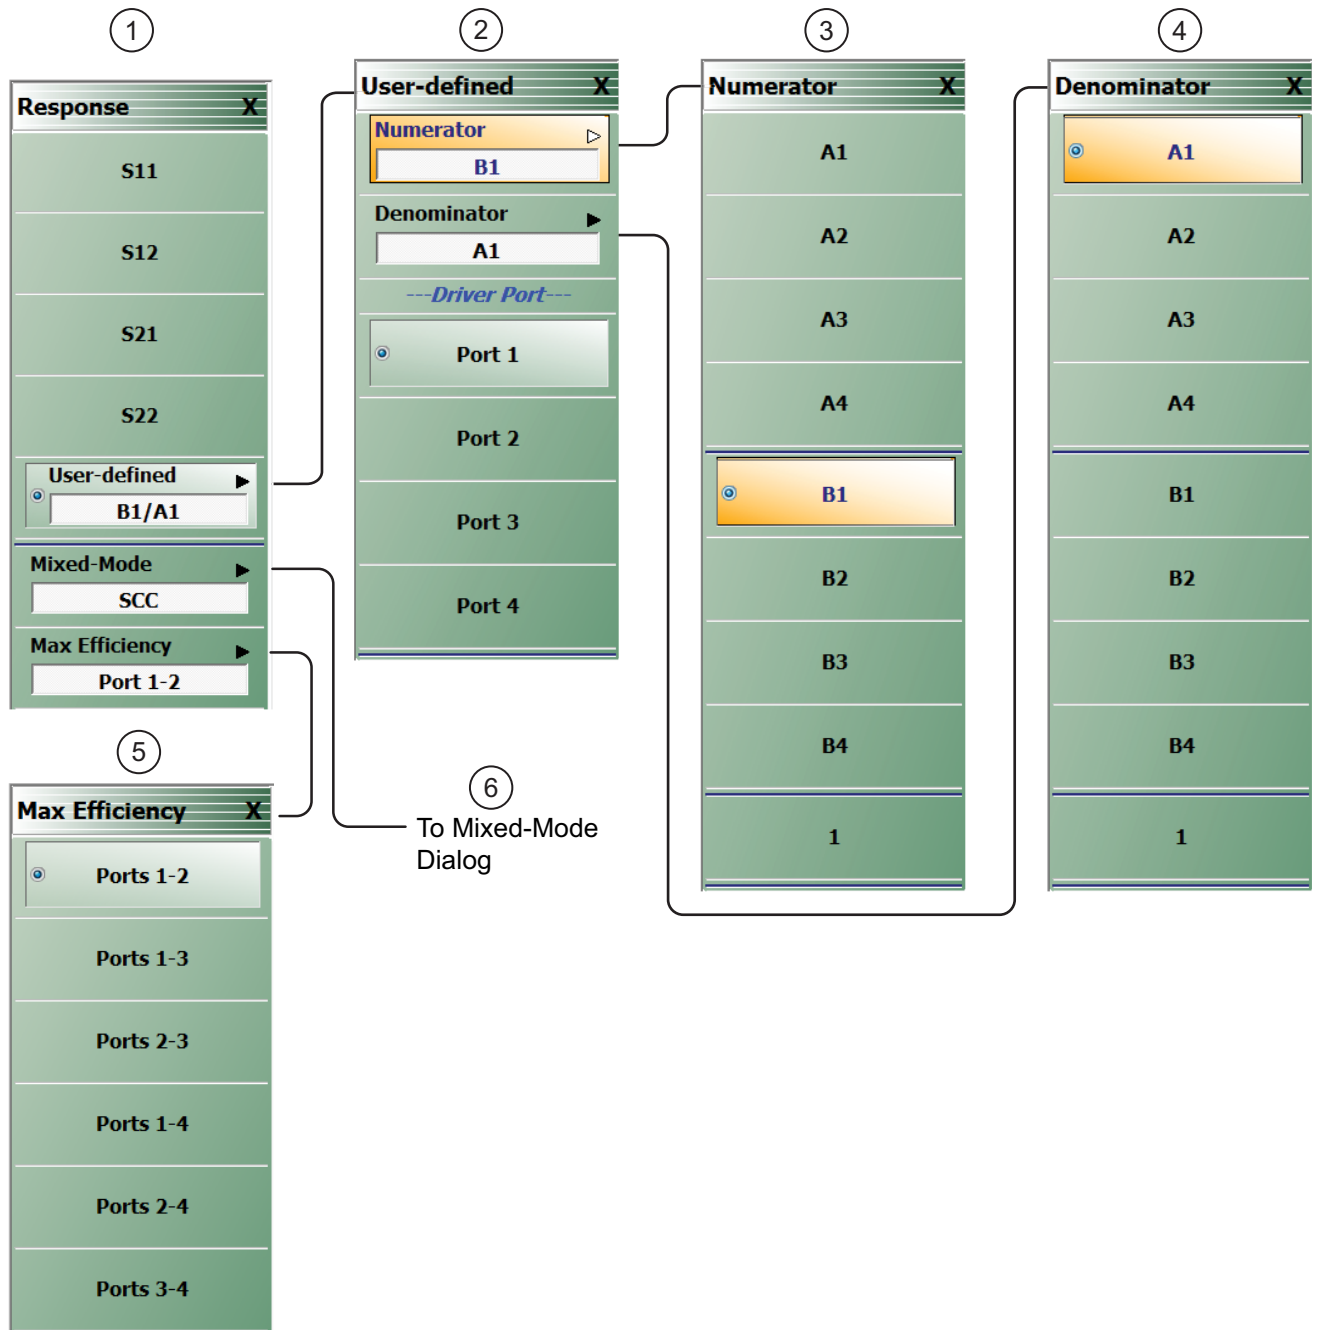 1
Response X
S11
S12
S21
S22
User-defined
B1/A1
Mixed-Mode
SCC
Max Efficiency
Port 1-2
2
User-defined X
Numerator
B1
Denominator
A1
---Driver Port---
Port 1
Port 2
Port 3
Port 4
3
Numerator X
A1
A2
A3
A4
B1
B2
B3
B4
1
4
Denominator X
A1
A2
A3
A4
B1
B2
B3
B4
1
5
Max Efficiency X
Ports 1-2
Ports 1-3
Ports 2-3
Ports 1-4
Ports 2-4
Ports 3-4
6
To Mixed-Mode
Dialog